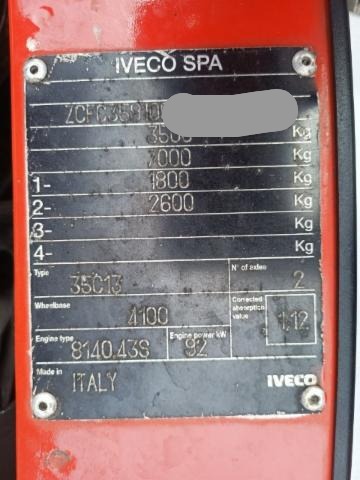 IVECO SPA
ZCFC3581D0
3500 Kg
7000 Kg
1- 1800 Kg
2- 2600 Kg
3- Kg
4- Kg
Type 35C13 N° of axles 2
Wheelbase 4100 Corrected absorption value 1.12
Engine type 8140.43S Engine power kW 92
Made in ITALY IVECO